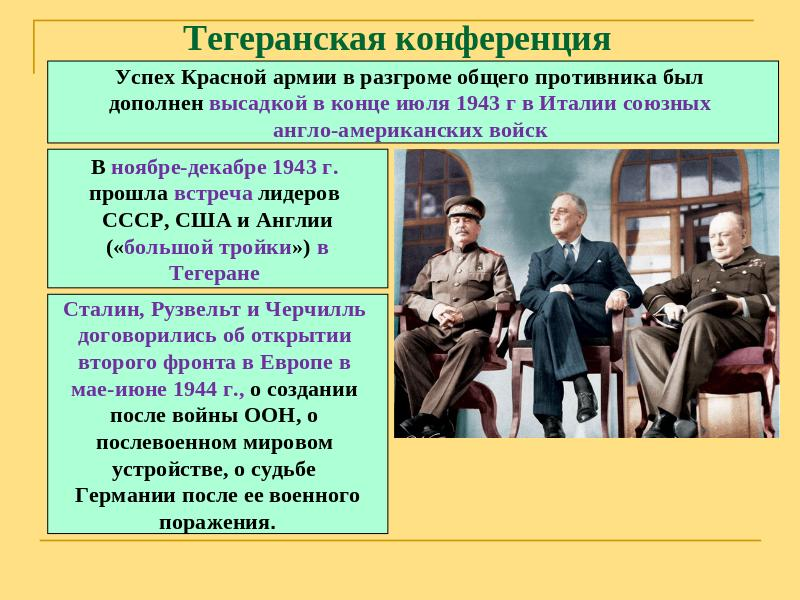 Тегеранская конференция
Успех Красной армии в разгроме общего противника был
дополнен высадкой в конце июля 1943 г в Италии союзных
англо-американских войск
В ноябре-декабре 1943 г.
прошла встреча лидеров
СССР, США и Англии
(«большой тройки») в
Тегеране
Сталин, Рузвельт и Черчилль
договорились об открытии
второго фронта в Европе в
мае-июне 1944 г., о создании
после войны ООН, о
послевоенном мировом
устройстве, о судьбе
Германии после ее военного
поражения.